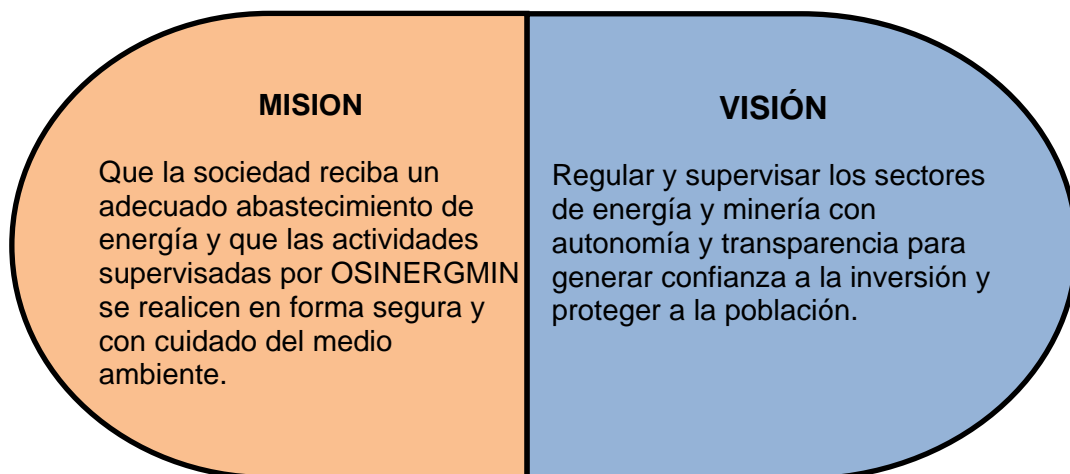 MISION
Que la sociedad reciba un
adecuado abastecimiento de
energía y que las actividades
supervisadas por OSINERGMIN
se realicen en forma segura y
con cuidado del medio
ambiente.
VISIÓN
Regular y supervisar los sectores
de energía y minería con
autonomía y transparencia para
generar confianza a la inversión y
proteger a la población.